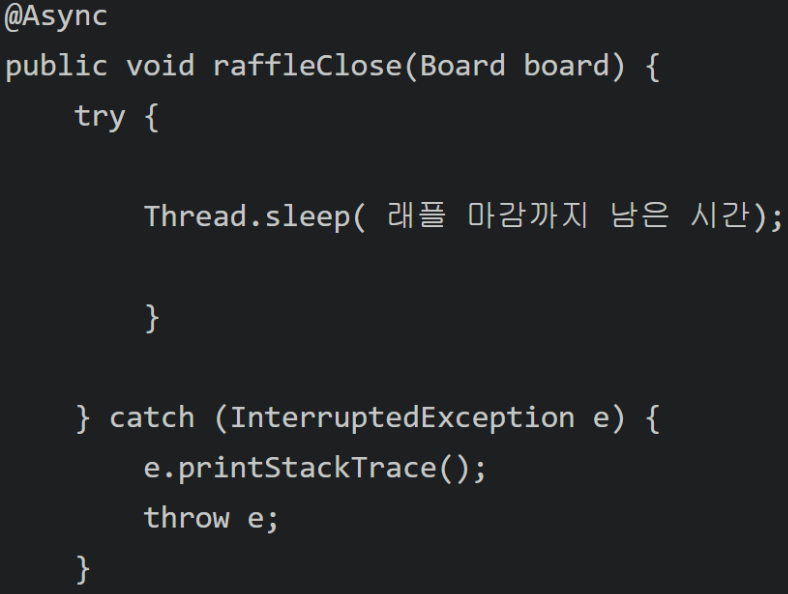 @Async
public void raffleClose(Board board) {
    try {

        Thread.sleep( 래플 마감까지 남은 시간);

        }

    } catch (InterruptedException e) {
        e.printStackTrace();
        throw e;
    }